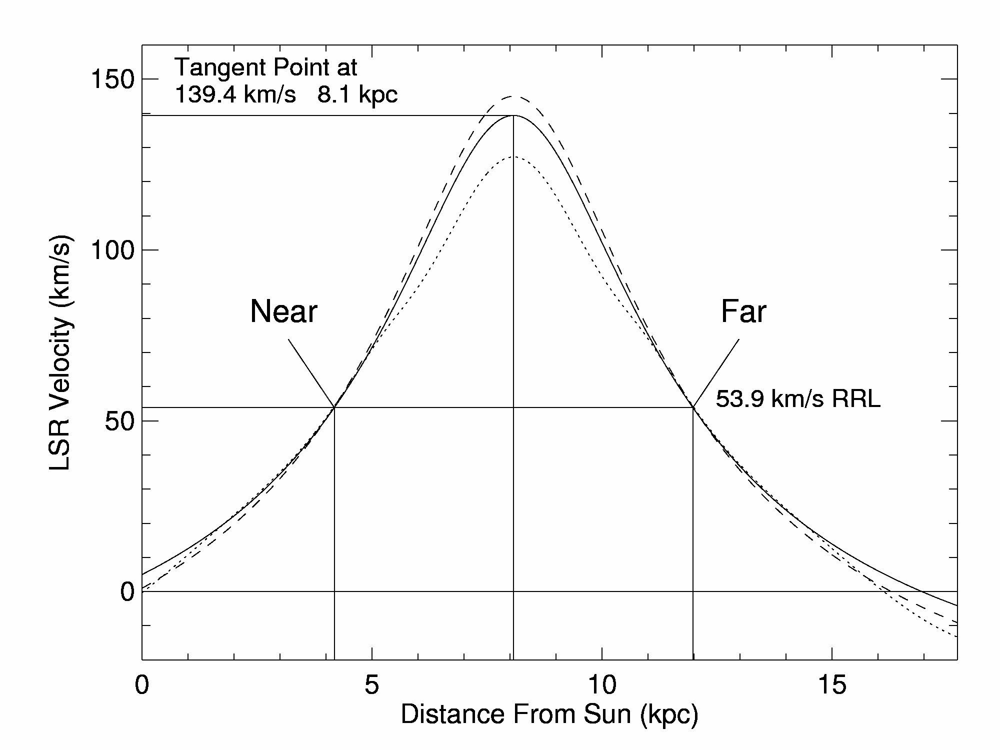 Tangent Point at
139.4 km/s 8.1 kpc
150
100
50
0
LSR Velocity (km/s)
Near
Far
53.9 km/s RRL
0 5 10 15
Distance From Sun (kpc)